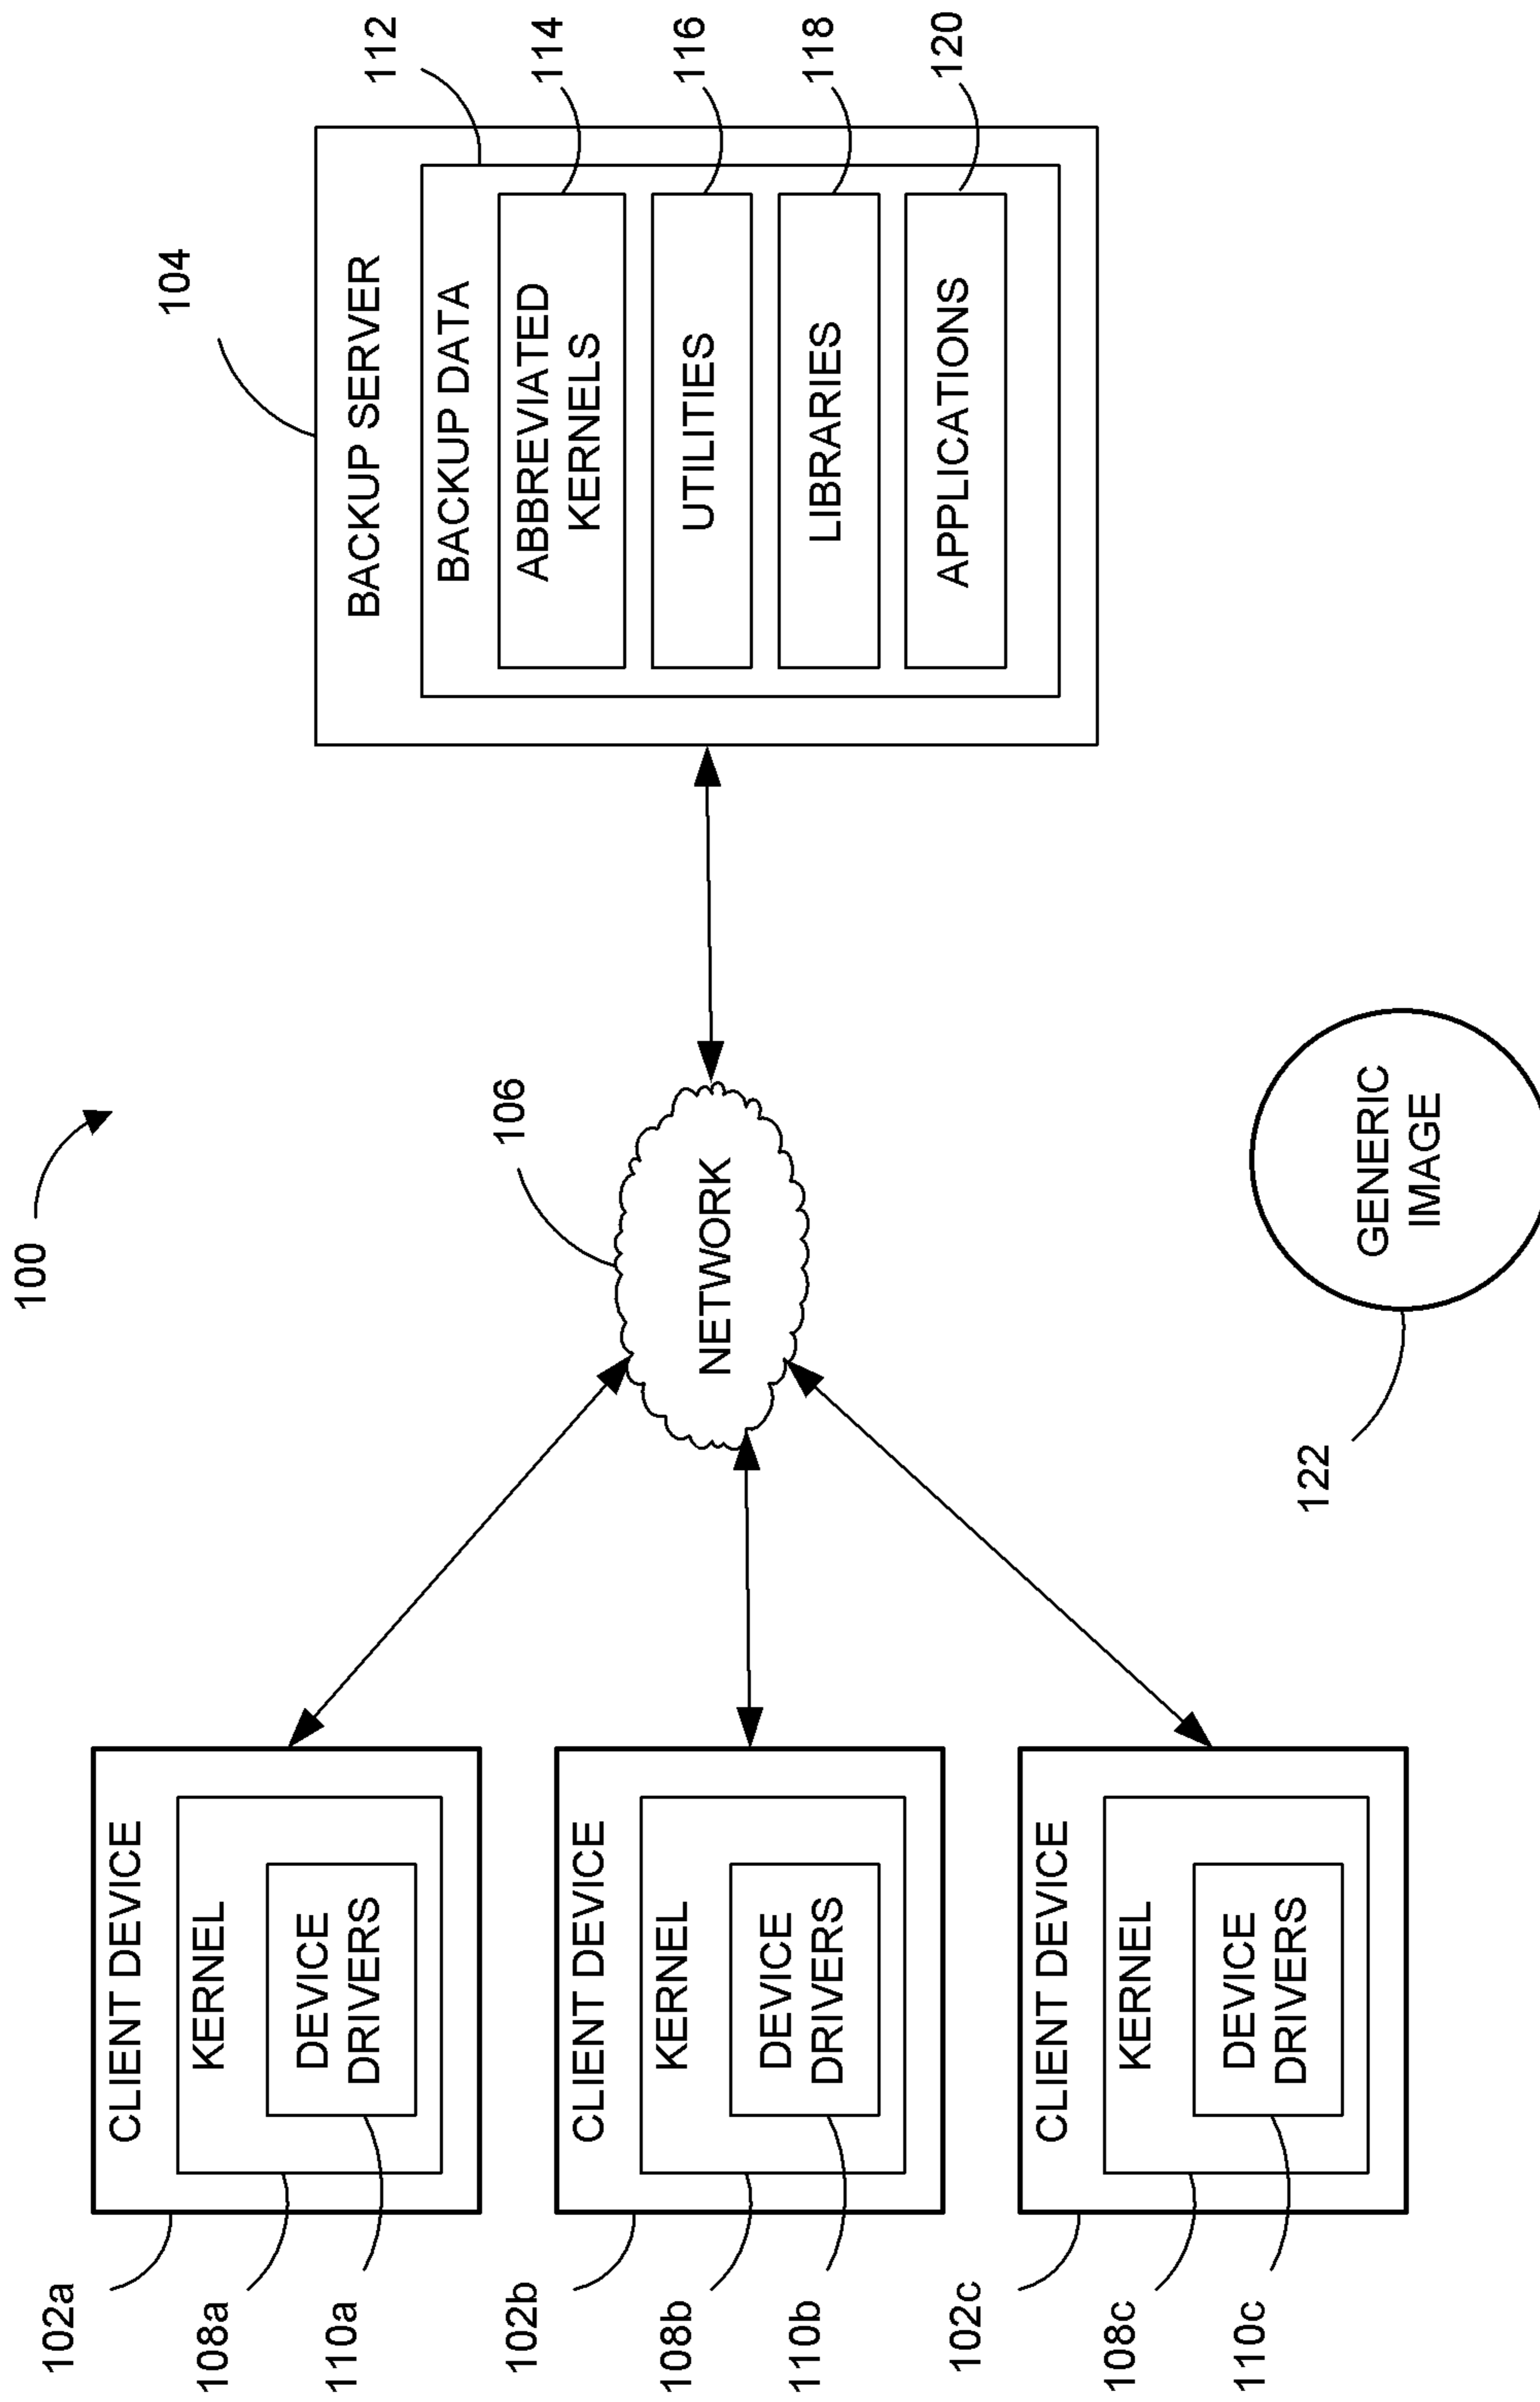 100
102a
CLIENT DEVICE
108a
KERNEL
110a
DEVICE
DRIVERS
102b
CLIENT DEVICE
108b
KERNEL
110b
DEVICE
DRIVERS
102c
CLIENT DEVICE
108c
KERNEL
110c
DEVICE
DRIVERS
106
NETWORK
122
GENERIC
IMAGE
104
BACKUP SERVER
112
BACKUP DATA
114
ABBREVIATED
KERNELS
116
UTILITIES
118
LIBRARIES
120
APPLICATIONS